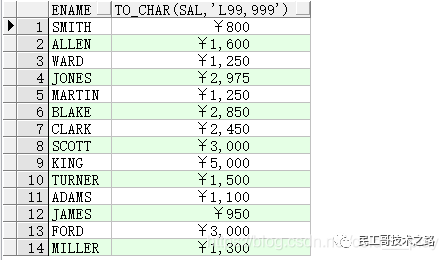 ENAME TO_CHAR(SAL,'L99,999')
1 SMITH ￥800
2 ALLEN ￥1,600
3 WARD ￥1,250
4 JONES ￥2,975
5 MARTIN ￥1,250
6 BLAKE ￥2,850
7 CLARK ￥2,450
8 SCOTT ￥3,000
9 KING ￥5,000
10 TURNER ￥1,500
11 ADAMS ￥1,100
12 JAMES ￥950
13 FORD ￥3,000
14 MILLER ￥1,300
民工哥技术之路